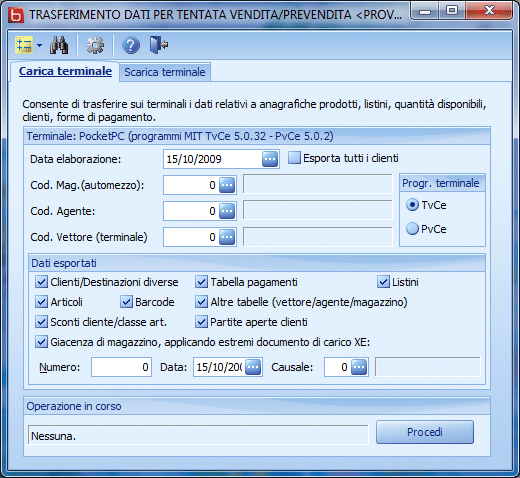 TRASFERIMENTO DATI PER TENTATA VENDITA/PREVENDITA <PROV...
Carica terminale Scarica terminale
Consente di trasferire sui terminali i dati relativi a anagrafiche prodotti, listini, quantità disponibili,
clienti, forme di pagamento.
Terminale: PocketPC (programmi MIT TvCe 5.0.32 - PvCe 5.0.2)
Data elaborazione: 15/10/2009 ... Esporta tutti i clienti
Cod. Mag.(automezzo): 0 ...
Progr. terminale
Cod. Agente: 0 ... TvCe
Cod. Vettore (terminale) 0 ... PvCe
Dati esportati
Clienti/Destinazioni diverse Tabella pagamenti Listini
Articoli Barcode Altre tabelle (vettore/agente/magazzino)
Sconti cliente/classe art. Partite aperte clienti
Giacenza di magazzino, applicando estremi documento di carico XE:
Numero: 0 Data: 15/10/200 ... Causale: 0 ...
Operazione in corso
Nessuna. Procedi